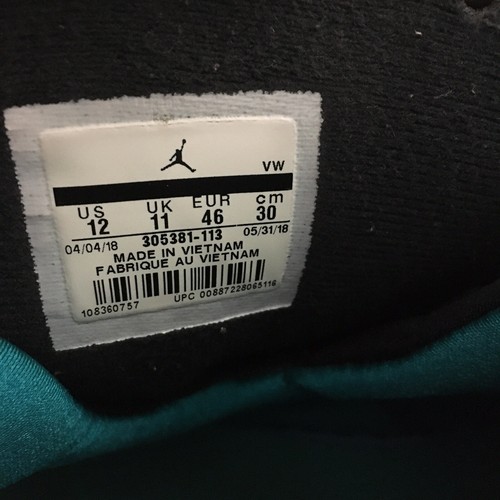 VW
US UK EUR cm
12 11 46 30
04/04/18 305381-113 05/31/18
MADE IN VIETNAM
FABRIQUE AU VIETNAM
108360757 UPC 00887228065116